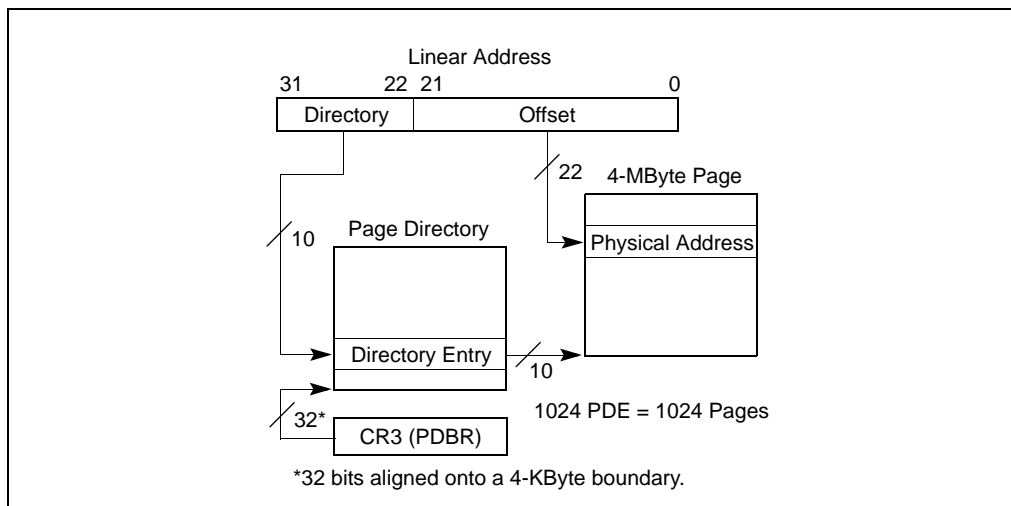 Linear Address
31 22 21 0
Directory Offset
22
4-MByte Page
10
Page Directory
Physical Address
Directory Entry
10
1024 PDE = 1024 Pages
32*
CR3 (PDBR)
*32 bits aligned onto a 4-KByte boundary.